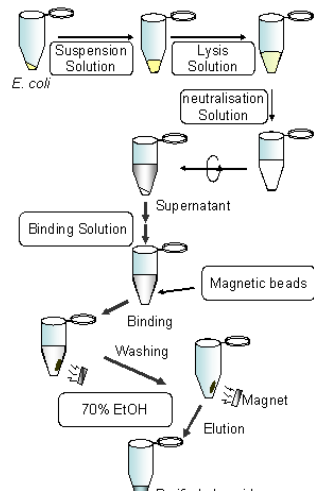 Suspension
Solution
Lysis
Solution
E. coli
neutralisation
Solution
Supernatant
Binding Solution
Magnetic beads
Binding
Washing
70% EtOH
Magnet
Elution